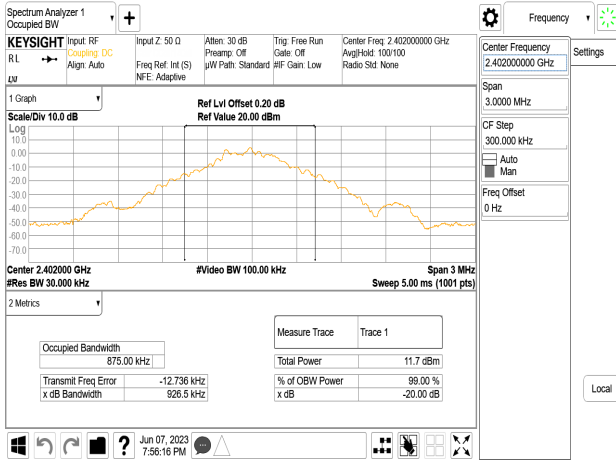 Spectrum Analyzer 1
Occupied BW
Frequency
KEYSIGHT Input: RF
Coupling: DC
Align: Auto
R L
Input Z: 50 Ω
Freq Ref: Int (S)
NFE: Adaptive
Atten: 30 dB
Preamp: Off
µW Path: Standard
Trig: Free Run
Gate: Off
#IF Gain: Low
Center Freq: 2.402000000 GHz
Avg|Hold: 100/100
Radio Std: None
Center Frequency
2.402000000 GHz
Settings
Span
3.0000 MHz
CF Step
300.000 kHz
Auto
Man
Freq Offset
0 Hz
Local
1 Graph
Scale/Div 10.0 dB
Ref Lvl Offset 0.20 dB
Ref Value 20.00 dBm
Log
10.0
0.00
-10.0
-20.0
-30.0
-40.0
-50.0
-60.0
-70.0
Center 2.402000 GHz
#Res BW 30.000 kHz
#Video BW 100.00 kHz
Span 3 MHz
Sweep 5.00 ms (1001 pts)
2 Metrics
Measure Trace Trace 1
Occupied Bandwidth
875.00 kHz
Total Power 11.7 dBm
Transmit Freq Error -12.736 kHz
% of OBW Power 99.00 %
x dB Bandwidth 926.5 kHz
x dB -20.00 dB
?
Jun 07, 2023
7:56:16 PM